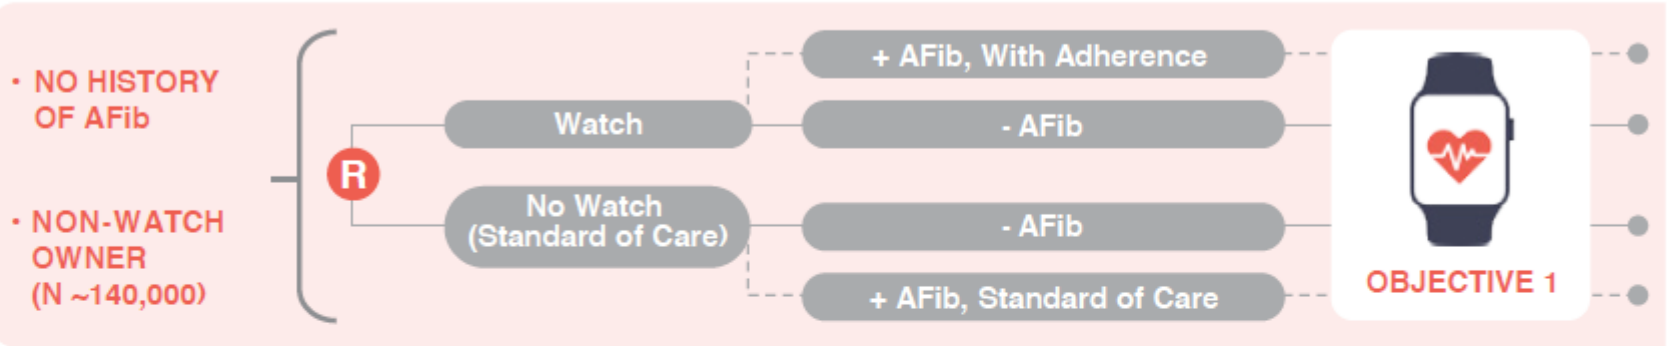 • NO HISTORY
OF AFib
• NON-WATCH
OWNER
(N ~140,000)
R
Watch
No Watch
(Standard of Care)
+ AFib, With Adherence
- AFib
- AFib
+ AFib, Standard of Care
OBJECTIVE 1